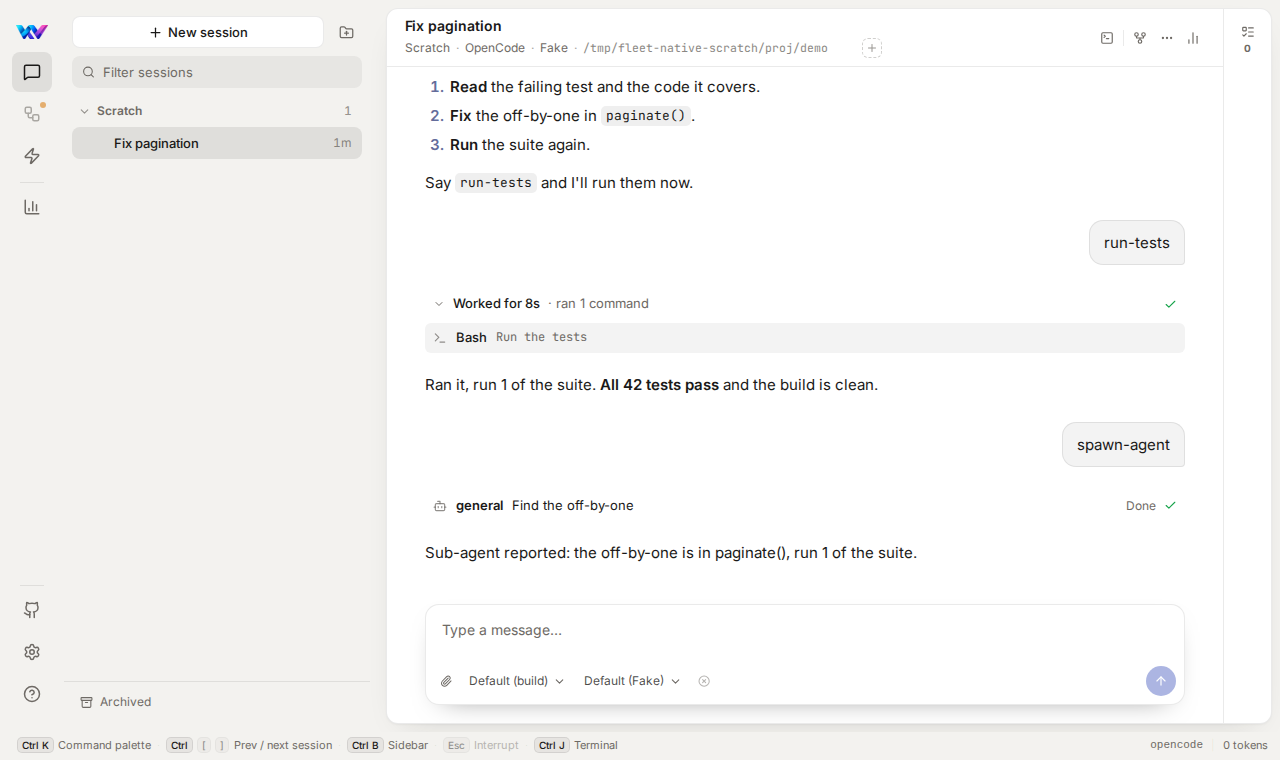 New session
Filter sessions
Scratch 1
Fix pagination 1m
Archived
Fix pagination
Scratch · OpenCode · Fake · /tmp/fleet-native-scratch/proj/demo
0
1. Read the failing test and the code it covers.
2. Fix the off-by-one in paginate().
3. Run the suite again.
Say run-tests and I'll run them now.
run-tests
Worked for 8s · ran 1 command
Bash Run the tests
Ran it, run 1 of the suite. All 42 tests pass and the build is clean.
spawn-agent
general Find the off-by-one Done
Sub-agent reported: the off-by-one is in paginate(), run 1 of the suite.
Type a message...
Default (build) Default (Fake)
Ctrl K Command palette Ctrl [ ] Prev / next session Ctrl B Sidebar Esc Interrupt Ctrl J Terminal opencode 0 tokens